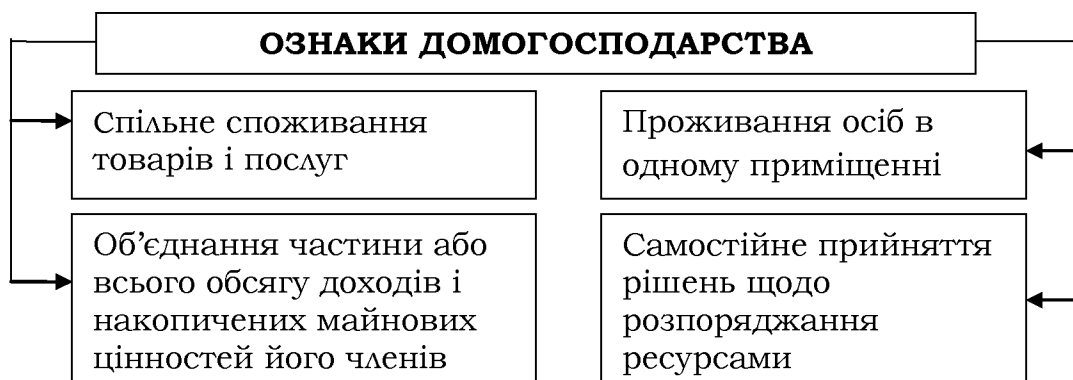 ОЗНАКИ ДОМОГОСПОДАРСТВА
Спільне споживання
товарів і послуг
Проживання осіб в
одному приміщенні
Об’єднання частини або
всього обсягу доходів і
накопичених майнових
цінностей його членів
Самостійне прийняття
рішень щодо
розпоряджання
ресурсами